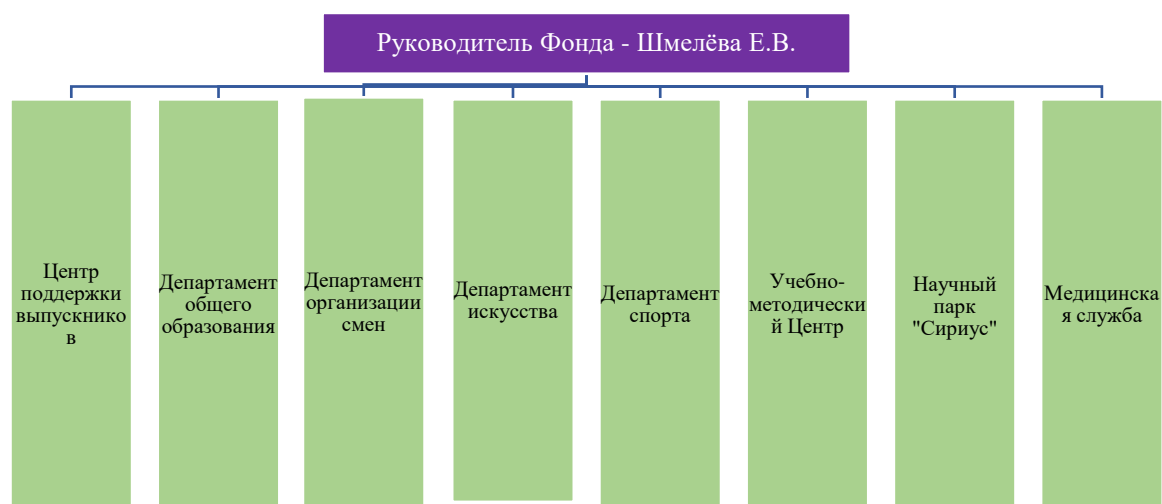 Руководитель Фонда - Шмелёва Е.В.
Центр
поддержки
выпускнико
в
Департамент
общего
образования
Департамент
организации
смен
Департамент
искусства
Департамент
спорта
Учебно-
методически
й Центр
Научный
парк
"Сириус"
Медицинска
я служба